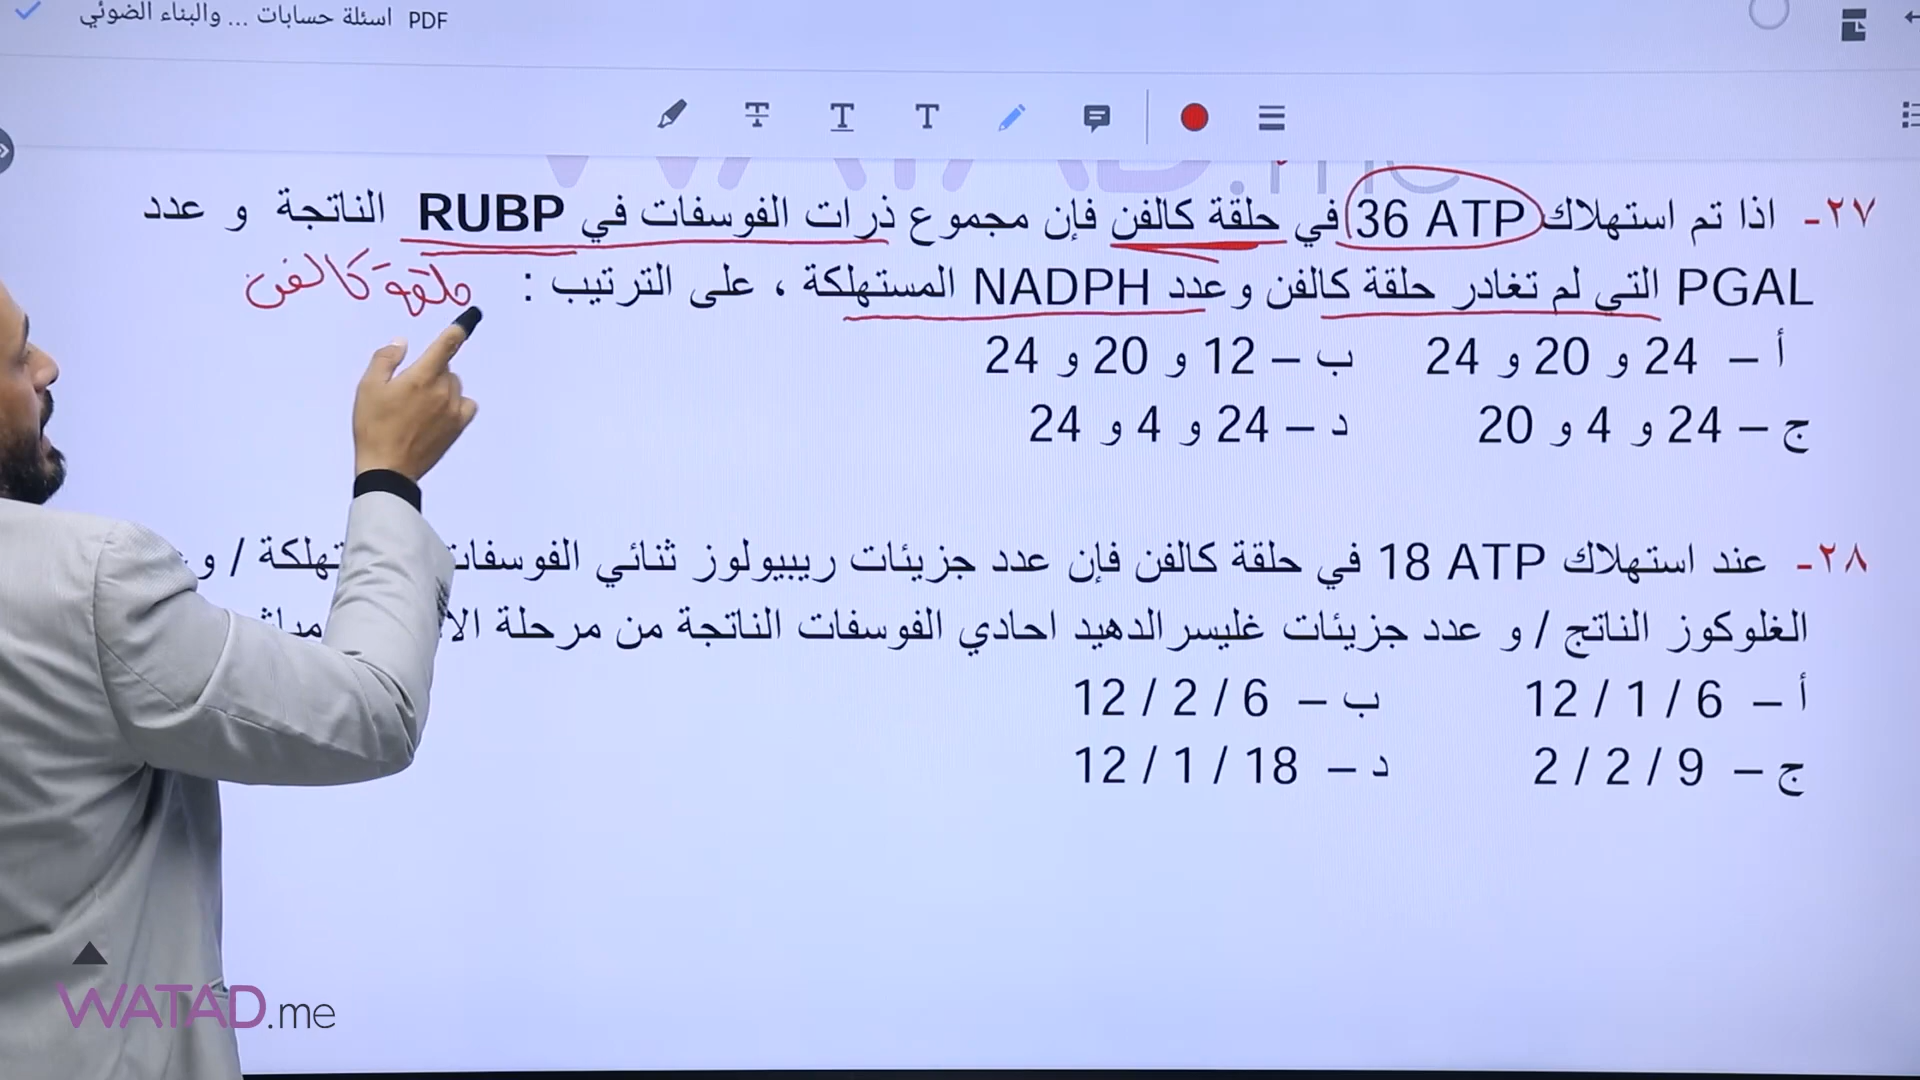 اسئلة حسابات ... والبناء الضوئي PDF
٢٧- اذا تم استهلاك 36 ATP في حلقة كالفن فإن مجموع ذرات الفوسفات في RUBP الناتجة و عدد
PGAL التي لم تغادر حلقة كالفن وعدد NADPH المستهلكة ، على الترتيب :
حلقة كالفن
أ – 24 و 20 و 24 ب – 12 و 20 و 24
ج – 24 و 4 و 20 د – 24 و 4 و 24
٢٨- عند استهلاك 18 ATP في حلقة كالفن فإن عدد جزيئات ريبيولوز ثنائي الفوسفات
الغلوكوز الناتج / و عدد جزيئات غليسرالدهيد احادي الفوسفات الناتجة من مرحلة
أ – 6 / 1 / 12 ب – 6 / 2 / 12
ج – 9 / 2 / 2 د – 18 / 1 / 12
WATAD.me